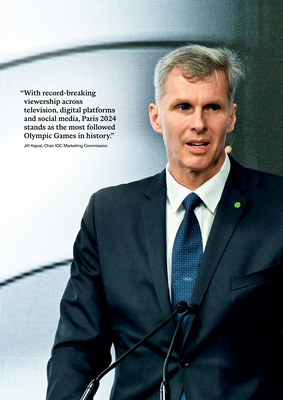 “With record-breaking
viewership across
television, digital platforms
and social media, Paris 2024
stands as the most followed
Olympic Games in history.”
Jiří Kejval, Chair IOC Marketing Commission